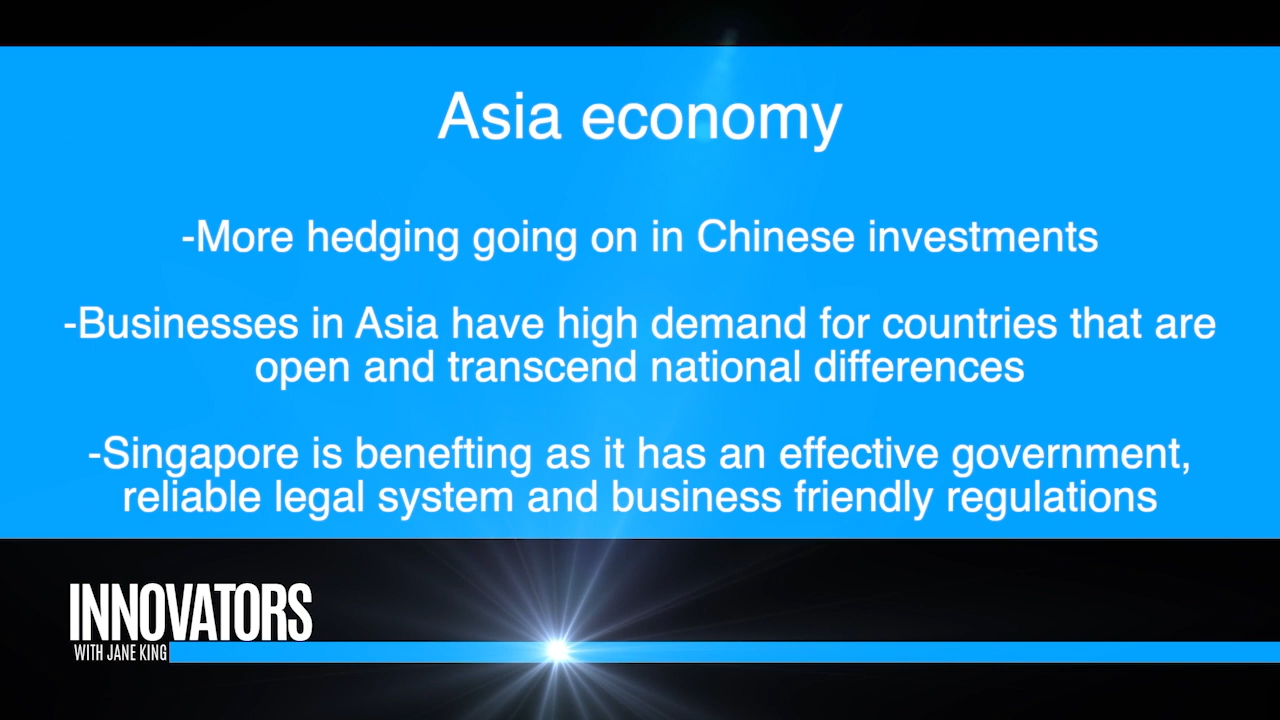 Asia economy
-More hedging going on in Chinese investments
-Businesses in Asia have high demand for countries that are
open and transcend national differences
-Singapore is benefting as it has an effective government,
reliable legal system and business friendly regulations
INNOVATORS
WITH JANE KING